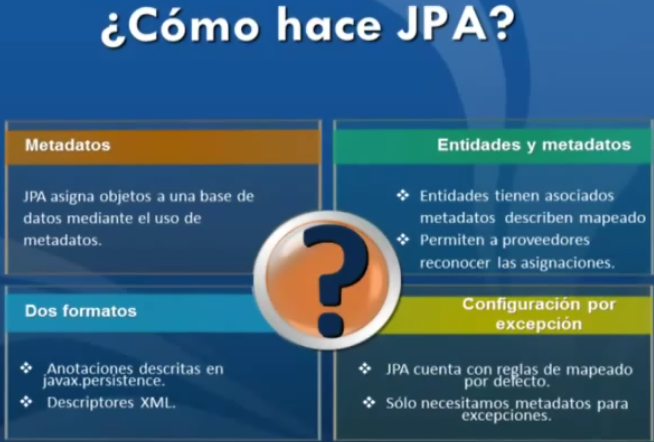 ¿Cómo hace JPA?
Metadatos
JPA asigna objetos a una base de
datos mediante el uso de
metadatos.
Entidades y metadatos
❖ Entidades tienen asociados
metadatos describen mapeado
❖ Permiten a proveedores
reconocer las asignaciones.
?
Dos formatos
❖ Anotaciones descritas en
javax.persistence.
❖ Descriptores XML.
Configuración por
excepción
❖ JPA cuenta con reglas de mapeado
por defecto.
❖ Sólo necesitamos metadatos para
excepciones.